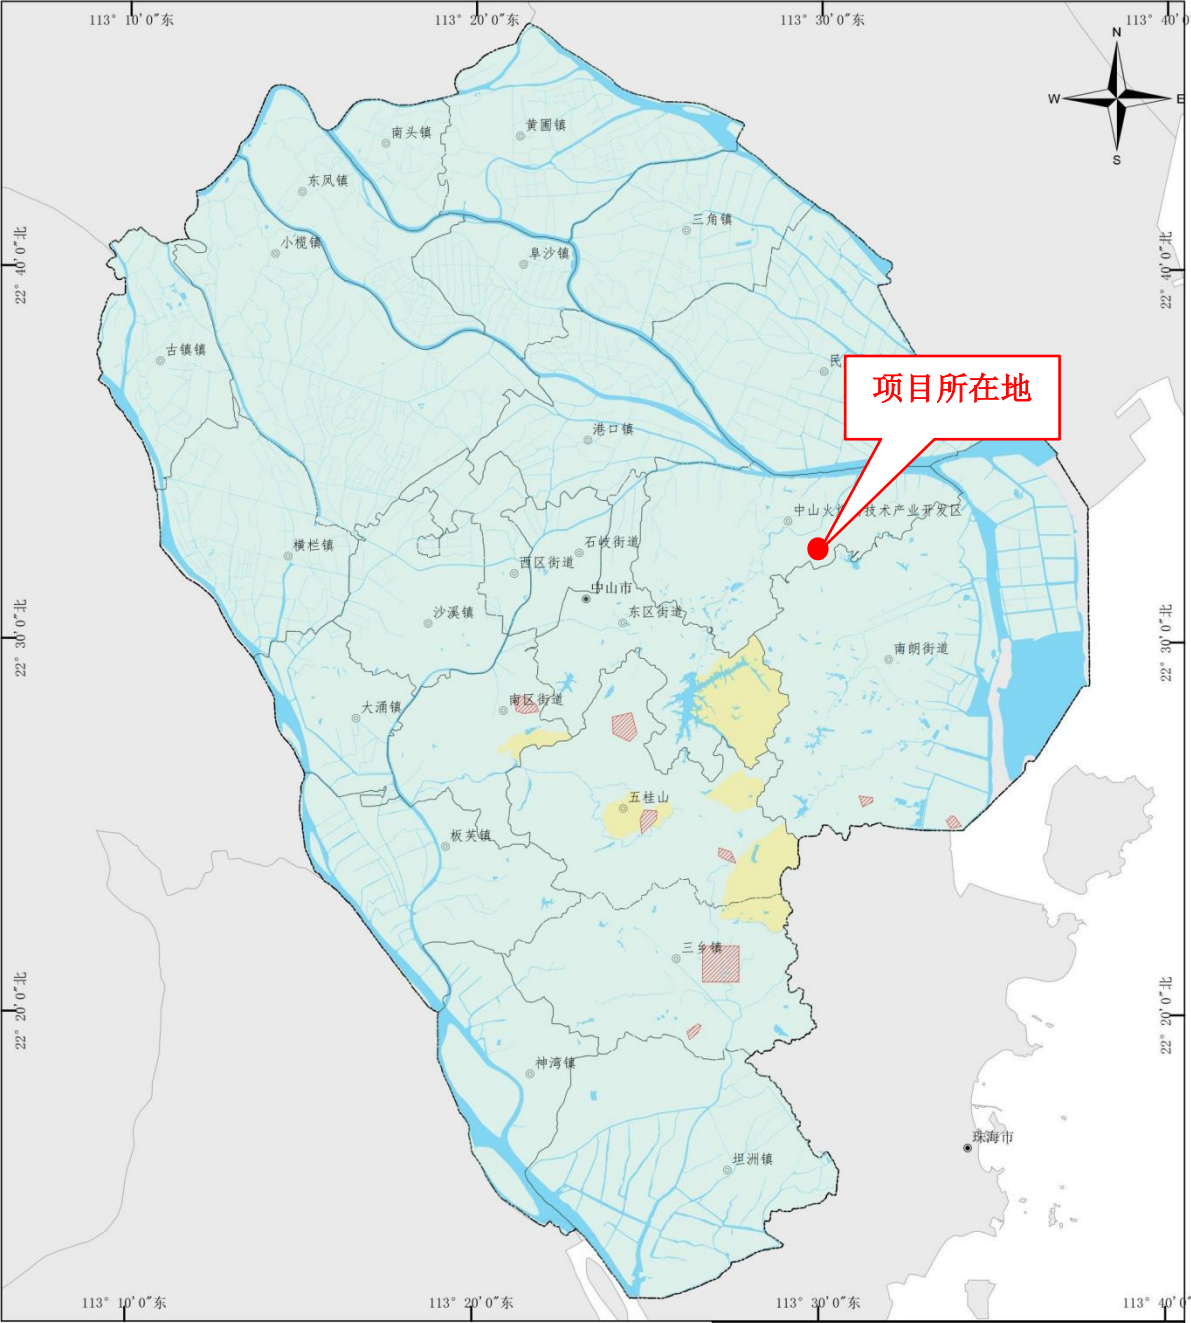 113° 10'0"东
113° 20'0"东
113° 30'0"东
113° 40'0
N
W
E
S
南头镇
黄圃镇
东凤镇
三角镇
小榄镇
阜沙镇
22° 40'0"北
22° 40'0"北
古镇镇
民
项目所在地
港口镇
中山火
技术产业开发区
横栏镇
石岐街道
西区街道
中山市
沙溪镇
东区街道
22° 30'0"北
22° 30'0"北
南朗街道
大涌镇
南区街道
五桂山
板芙镇
三乡镇
22° 20'0"北
22° 20'0"北
神湾镇
珠海市
坦洲镇
113° 10'0"东
113° 20'0"东
113° 30'0"东
113° 40'0"